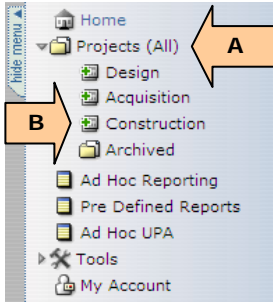 hide menu
Home
Projects (All)
A
Design
Acquisition
B
Construction
Archived
Ad Hoc Reporting
Pre Defined Reports
Ad Hoc UPA
Tools
My Account